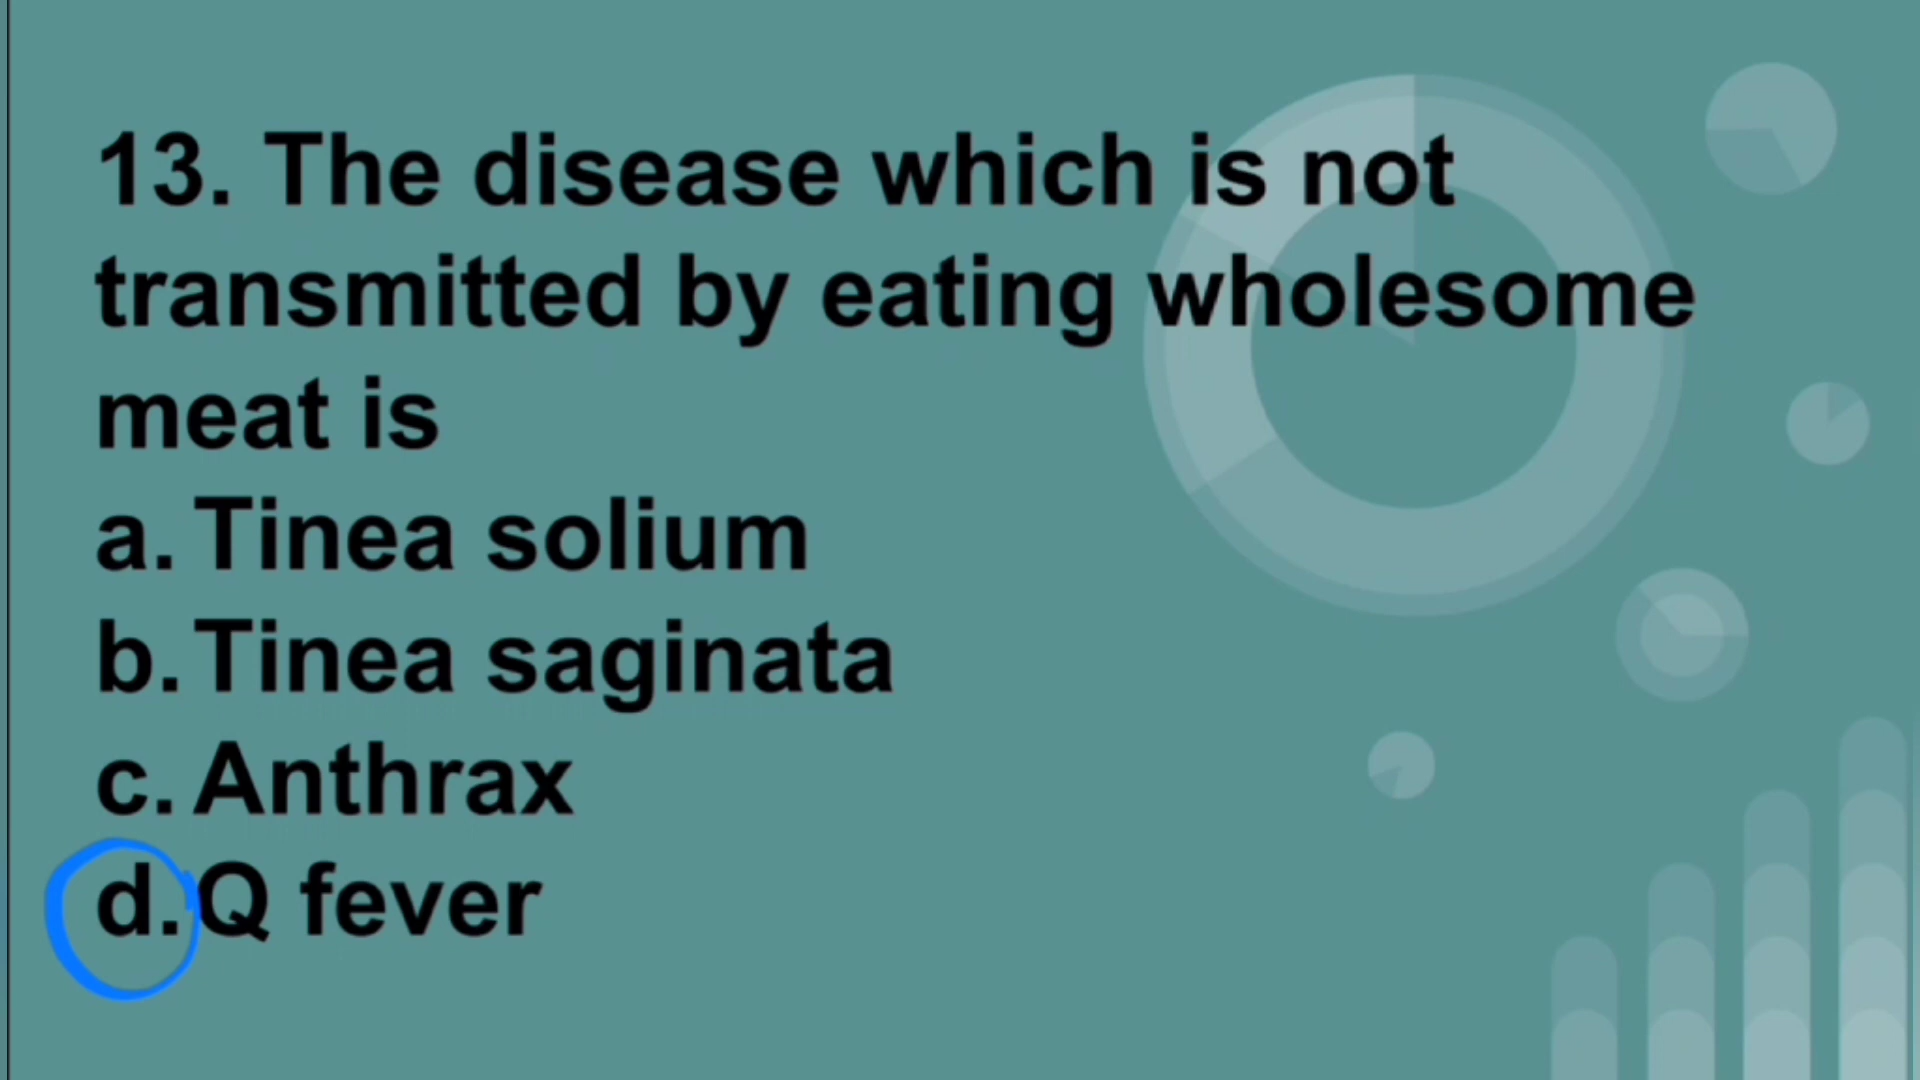 13. The disease which is not
transmitted by eating wholesome
meat is
a. Tinea solium
b. Tinea saginata
c. Anthrax
d. Q fever